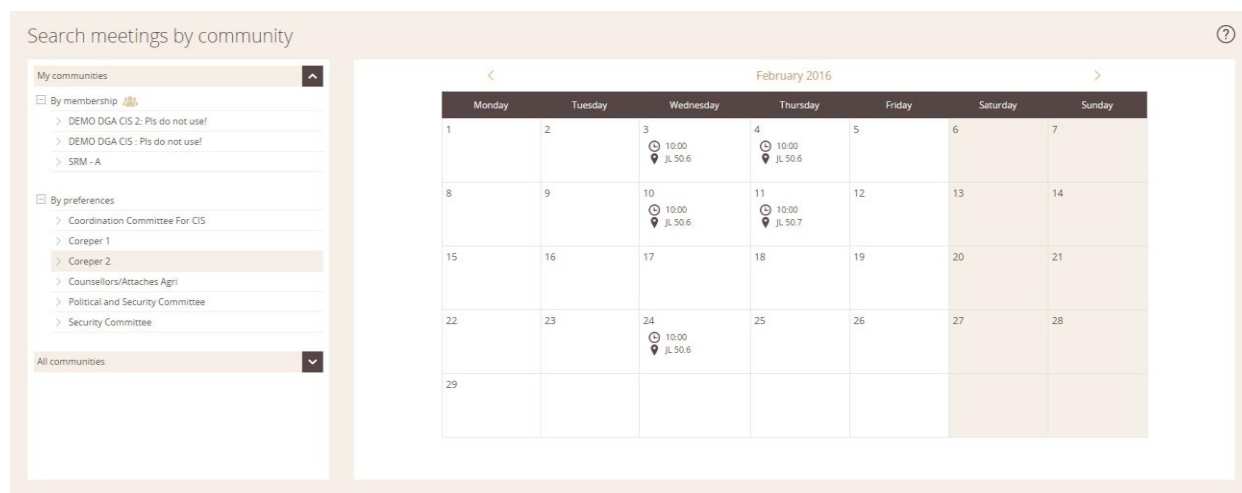 Search meetings by community
?
My communities
By membership
DEMO DGA CIS 2: Pls do not use!
DEMO DGA CIS : Pls do not use!
SRM - A
By preferences
Coordination Committee For CIS
Coreper 1
Coreper 2
Counsellors/Attaches Agri
Political and Security Committee
Security Committee
All communities
February 2016
Monday Tuesday Wednesday Thursday Friday Saturday Sunday
1 2 3 4 5 6 7
10:00 10:00
JL 50.6 JL 50.6
8 9 10 11 12 13 14
10:00 10:00
JL 50.6 JL 50.7
15 16 17 18 19 20 21
22 23 24 25 26 27 28
10:00
JL 50.6
29